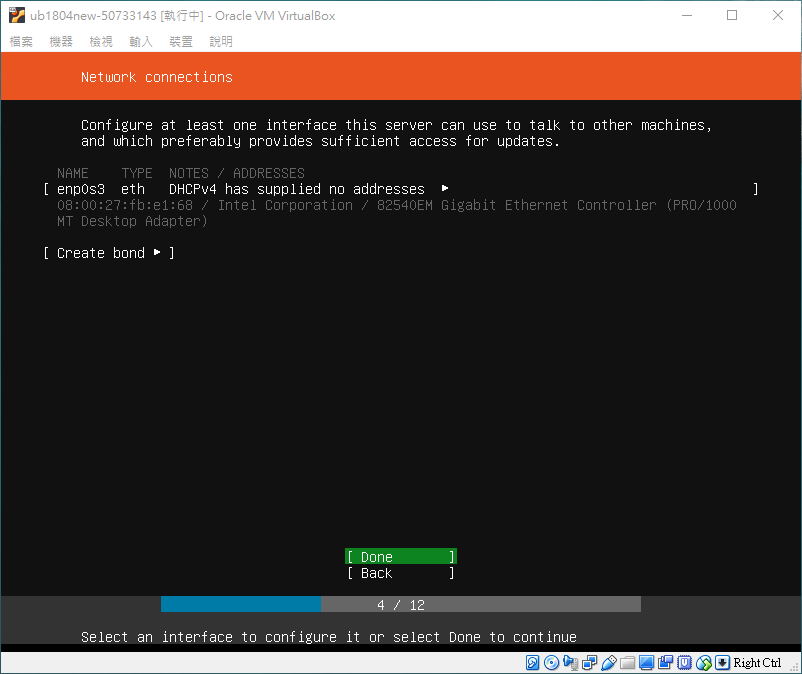 ub1804new-50733143 [執行中] - Oracle VM VirtualBox
檔案 機器 檢視 輸入 裝置 說明
Network connections
Configure at least one interface this server can use to talk to other machines,
and which preferably provides sufficient access for updates.
NAME TYPE NOTES / ADDRESSES
[ enp0s3 eth DHCPv4 has supplied no addresses ▸ ]
08:00:27:fb:e1:68 / Intel Corporation / 82540EM Gigabit Ethernet Controller (PRO/1000
MT Desktop Adapter)
[ Create bond ▸ ]
[ Done ]
[ Back ]
4 / 12
Select an interface to configure it or select Done to continue
Right Ctrl